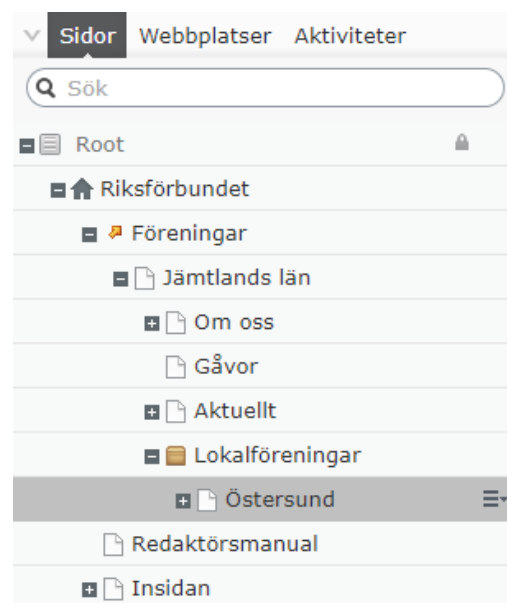 Sidor Webbplatser Aktiviteter
Sök
Root
Riksförbundet
Föreningar
Jämtlands län
Om oss
Gåvor
Aktuellt
Lokalföreningar
Östersund
Redaktörsmanual
Insidan